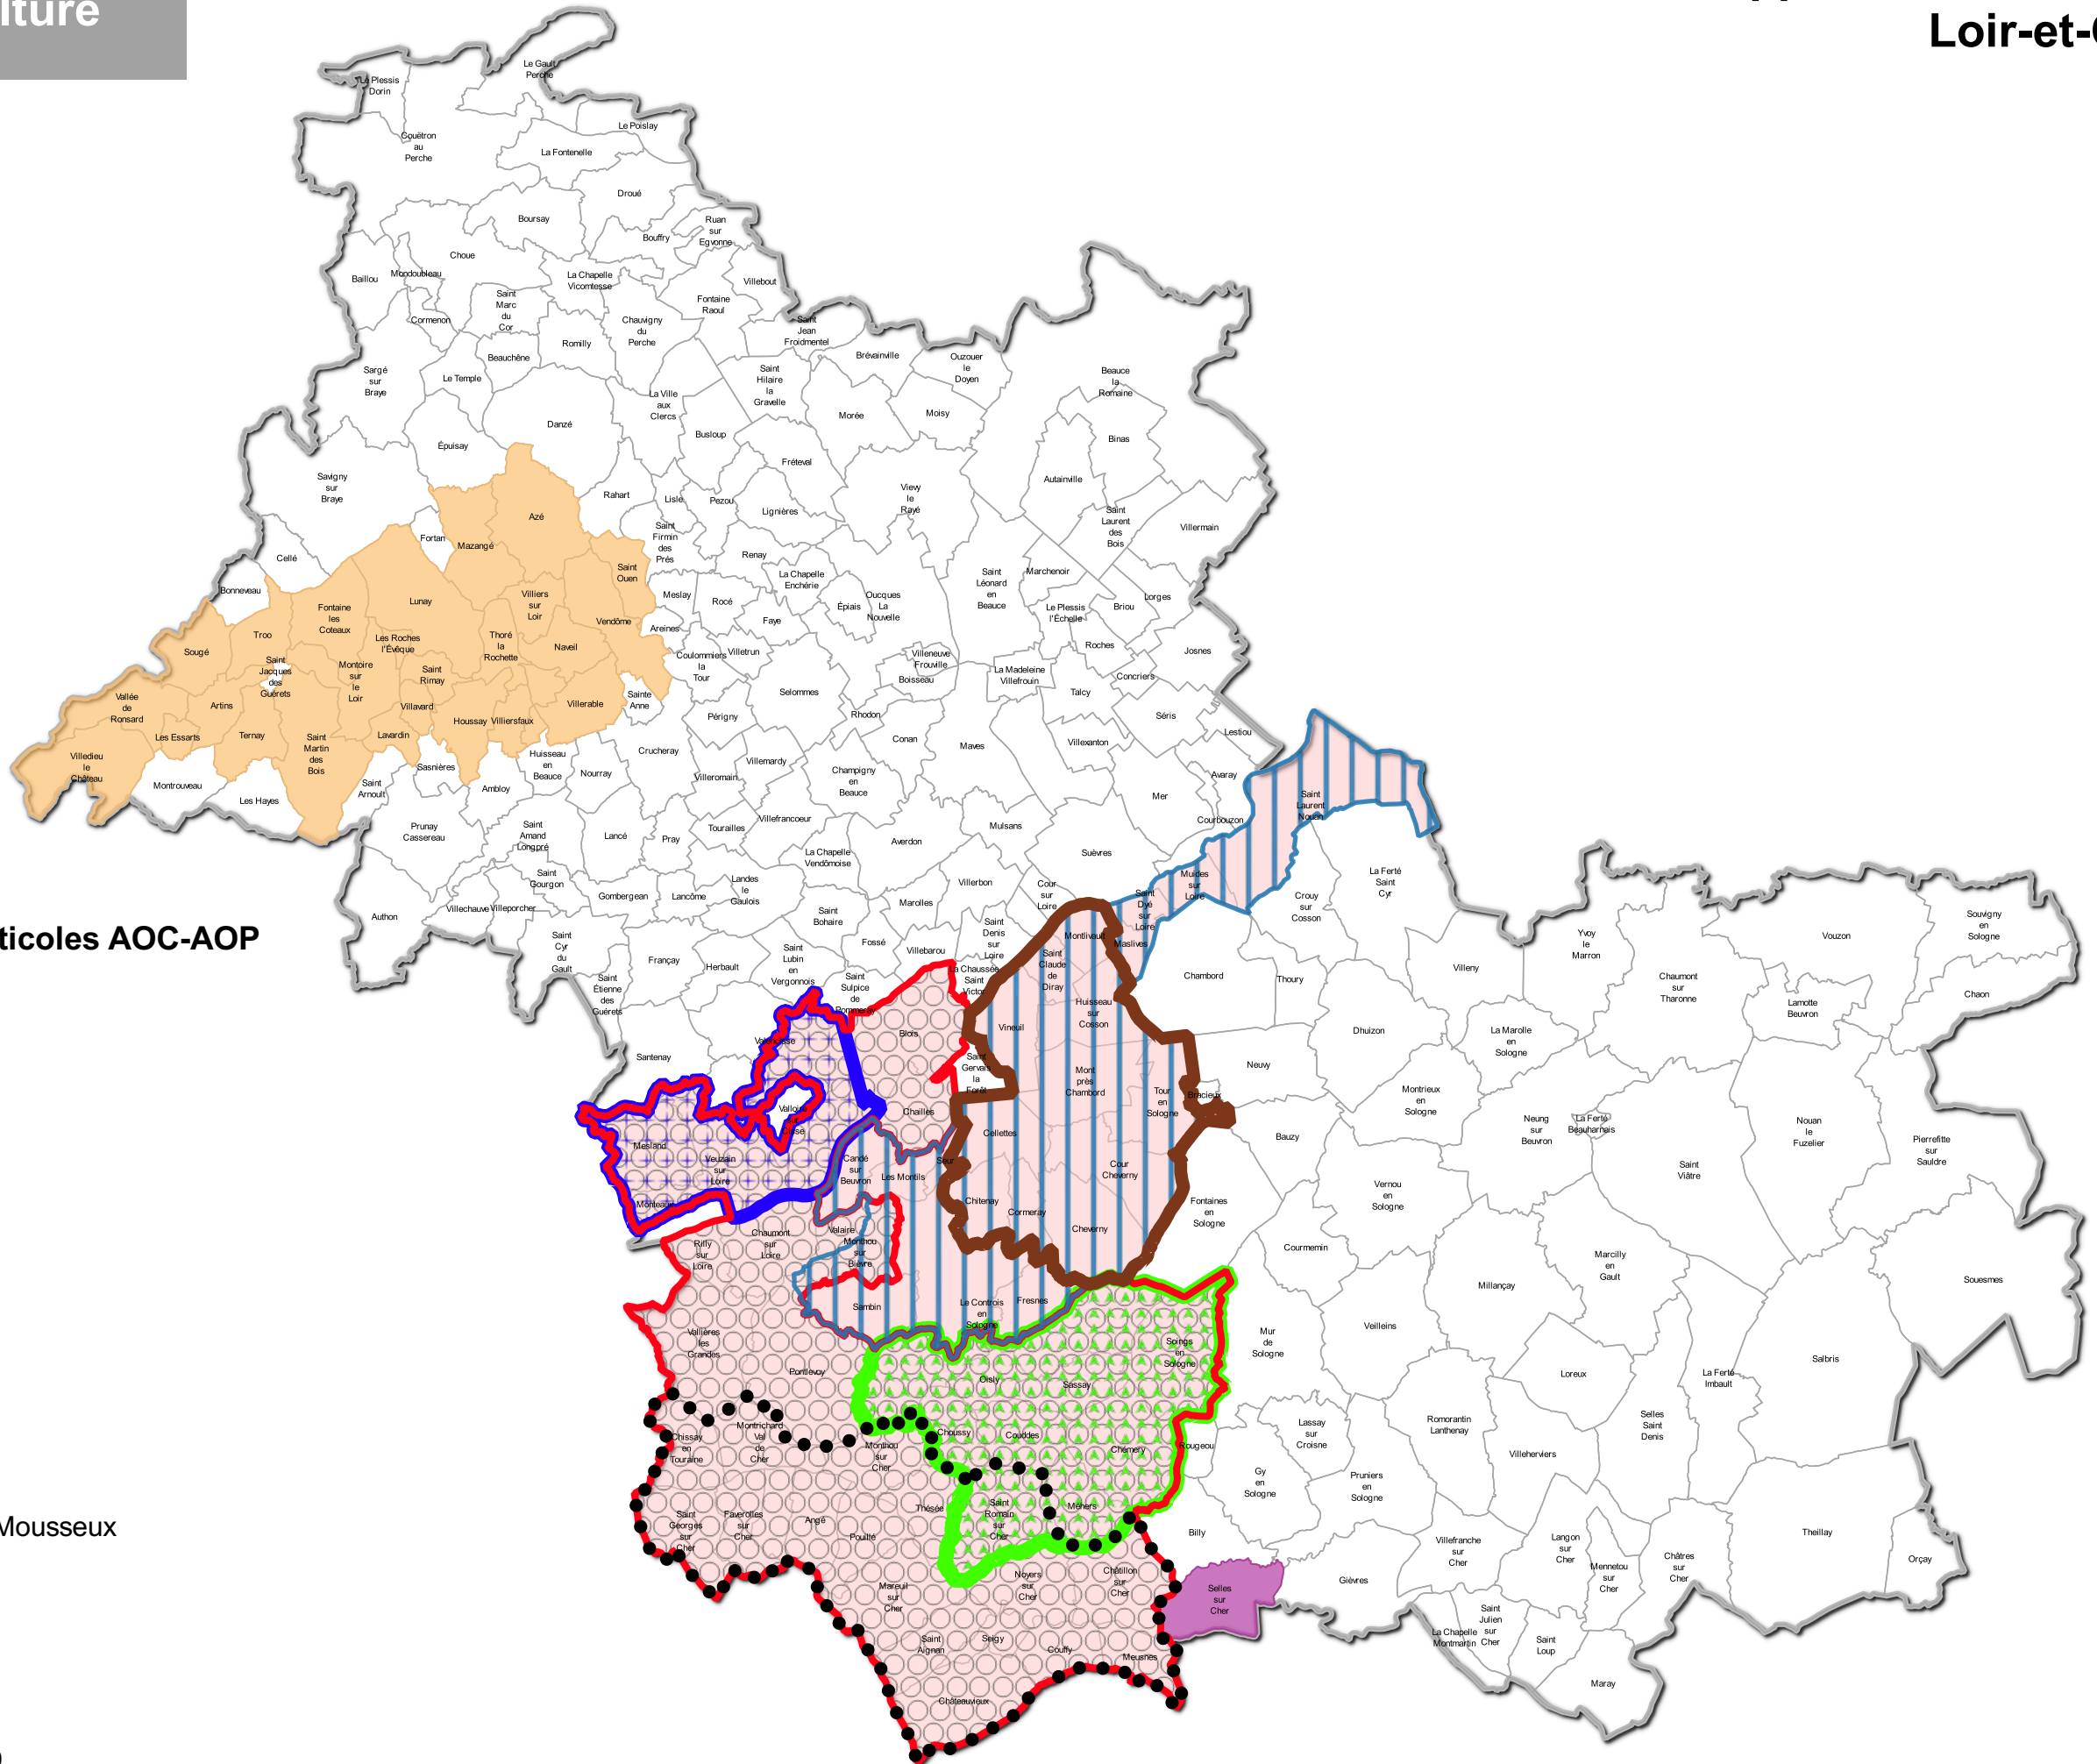 lture
Loir-et-
Le Gault
Perche
Le Plessis
Dorin
Couëtron
au
Perche
Le Poislay
La Fontenelle
Droué
Boursay
Ruan
sur
Egvonne
Bouffry
Choue
Baillou
Mondoubleau
La Chapelle
Vicomtesse
Villebout
Saint
Marc
du
Cor
Fontaine
Raoul
Cormenon
Chauvigny
du
Perche
Saint
Jean
Froidmentel
Romilly
Beauchêne
Brévainville
Ouzouer
le
Doyen
Sargé
sur
Braye
Le Temple
Saint
Hilaire
la
Gravelle
Beauce
la
Romaine
La Ville
aux
Clercs
Morée
Moisy
Danzé
Busloup
Binas
Épuisay
Fréteval
Savigny
sur
Braye
Autainville
Rahart
Lisle
Pezou
Vievy
le
Rayé
Lignières
Azé
Saint
Laurent
des
Bois
Villermain
Fortan
Mazangé
Saint
Firmin
des
Prés
Cellé
Renay
Saint
Ouen
La Chapelle
Enchérie
Saint
Léonard
en
Beauce
Marchenoir
Bonneveau
Lunay
Villiers
sur
Loir
Meslay
Rocé
Épiais
Oucques
La
Nouvelle
Le Plessis
l'Échelle
Briou
Lorges
Fontaine
les
Coteaux
Vendôme
Areines
Faye
Troo
Les Roches
l'Évêque
Thoré
la
Rochette
Naveil
Sougé
Coulommiers
la
Tour
Villetrun
Villeneuve
Frouville
Roches
Josnes
Saint
Jacques
des
Guérets
Montoire
sur
le
Loir
Saint
Rimay
Boisseau
La Madeleine
Villefrouin
Concriers
Vallée
de
Ronsard
Artins
Villavard
Villerable
Sainte
Anne
Selommes
Talcy
Houssay
Villiersfaux
Périgny
Rhodon
Séris
Les Essarts
Ternay
Saint
Martin
des
Bois
Lavardin
Conan
Maves
Villexanton
Lestiou
Villedieu
le
Château
Sasnières
Huisseau
en
Beauce
Crucheray
Villemardy
Montrouveau
Saint
Arnoult
Nourray
Villeromain
Champigny
en
Beauce
Avaray
Les Hayes
Ambloy
Mer
Saint
Laurent
Nouan
Prunay
Cassereau
Saint
Amand
Longpré
Lancé
Pray
Tourailles
Villefrancoeur
Mulsans
Courbouzon
Averdon
La Chapelle
Vendômoise
Suèvres
Saint
Gourgon
Landes
le
Gaulois
Villerbon
Muides
sur
Loire
La Ferté
Saint
Cyr
Gombergean
Lancôme
Cour
sur
Loire
Saint
Dyé
sur
Loire
Crouy
sur
Cosson
Authon
Villechauve
Villeporcher
Saint
Bohaire
Marolles
Souvigny
en
Sologne
ticoles AOC-AOP
Saint
Cyr
du
Gault
Fossé
Villebarou
Saint
Denis
sur
Loire
Montlivault
Maslives
Yvoy
le
Marron
Vouzon
Françay
Herbault
Saint
Lubin
en
Vergonnois
Saint
Sulpice
de
Pommeray
La Chaussée
Saint
Victor
Saint
Claude
de
Diray
Chambord
Thoury
Villeny
Chaumont
sur
Tharonne
Chaon
Saint
Étienne
des
Guérets
Huisseau
sur
Cosson
Lamotte
Beuvron
Blois
Vineuil
Dhuizon
La Marolle
en
Sologne
Valencisse
Santenay
Saint
Gervais
la
Forêt
Mont
près
Chambord
Tour
en
Sologne
Bracieux
Neuvy
Montrieux
en
Sologne
Valloire
sur
Cisse
Chailles
Neung
sur
Beuvron
La Ferté
Beauharnais
Nouan
le
Fuzelier
Mesland
Cellettes
Bauzy
Pierrefitte
sur
Sauldre
Veuzain
sur
Loire
Candé
sur
Beuvron
Les Montils
Seur
Cour
Cheverny
Saint
Viâtre
Monteaux
Chitenay
Cormeray
Cheverny
Fontaines
en
Sologne
Vernou
en
Sologne
Rilly
sur
Loire
Chaumont
sur
Loire
Valaire
Monthou
sur
Bièvre
Courmemin
Marcilly
en
Gault
Souesmes
Millançay
Sambin
Le Controis
en
Sologne
Fresnes
Vallières
les
Grandes
Soings
en
Sologne
Mur
de
Sologne
Veilleins
Salbris
Pontlevoy
Oisly
Sassay
Loreux
La Ferté
Imbault
Chissay
en
Touraine
Montrichard
Val
de
Cher
Monthou
sur
Cher
Choussy
Couddes
Chémery
Rougeou
Lassay
sur
Croisne
Romorantin
Lanthenay
Villeherviers
Selles
Saint
Denis
Gy
en
Sologne
Pruniers
en
Sologne
Mousseux
Saint
Georges
sur
Cher
Faverolles
sur
Cher
Angé
Pouillé
Thésée
Saint
Romain
sur
Cher
Méhers
Billy
Villefranche
sur
Cher
Langon
sur
Cher
Theillay
Orçay
Mareuil
sur
Cher
Noyers
sur
Cher
Châtillon
sur
Cher
Selles
sur
Cher
Gièvres
Mennetou
sur
Cher
Châtres
sur
Cher
Saint
Aignan
Seigy
Couffy
Meusnes
La Chapelle
Montmartin
Saint
Julien
sur
Cher
Saint
Loup
Maray
Châteauvieux